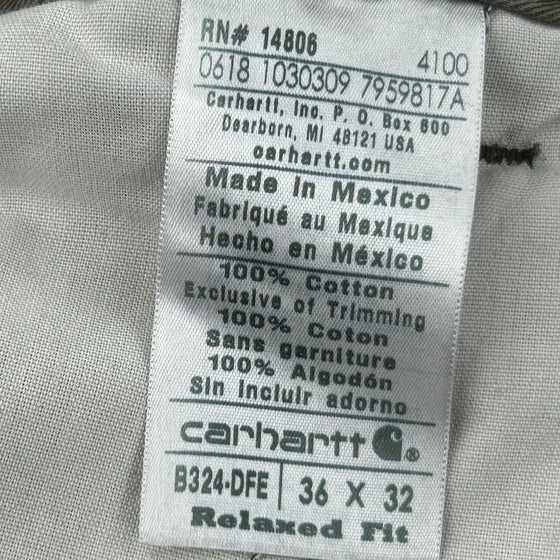 RN# 14806
4100
0618 1030309 7959817A
Carhartt, Inc. P. O. Box 600
Dearborn, MI 48121 USA
carhartt.com
Made in Mexico
Fabriqué au Mexique
Hecho en México
100% Cotton
Exclusive of Trimming
100% Coton
Sans garniture
100% Algodón
Sin incluir adorno
carhartt ®
B324-DFE 36 X 32
Relaxed Fit